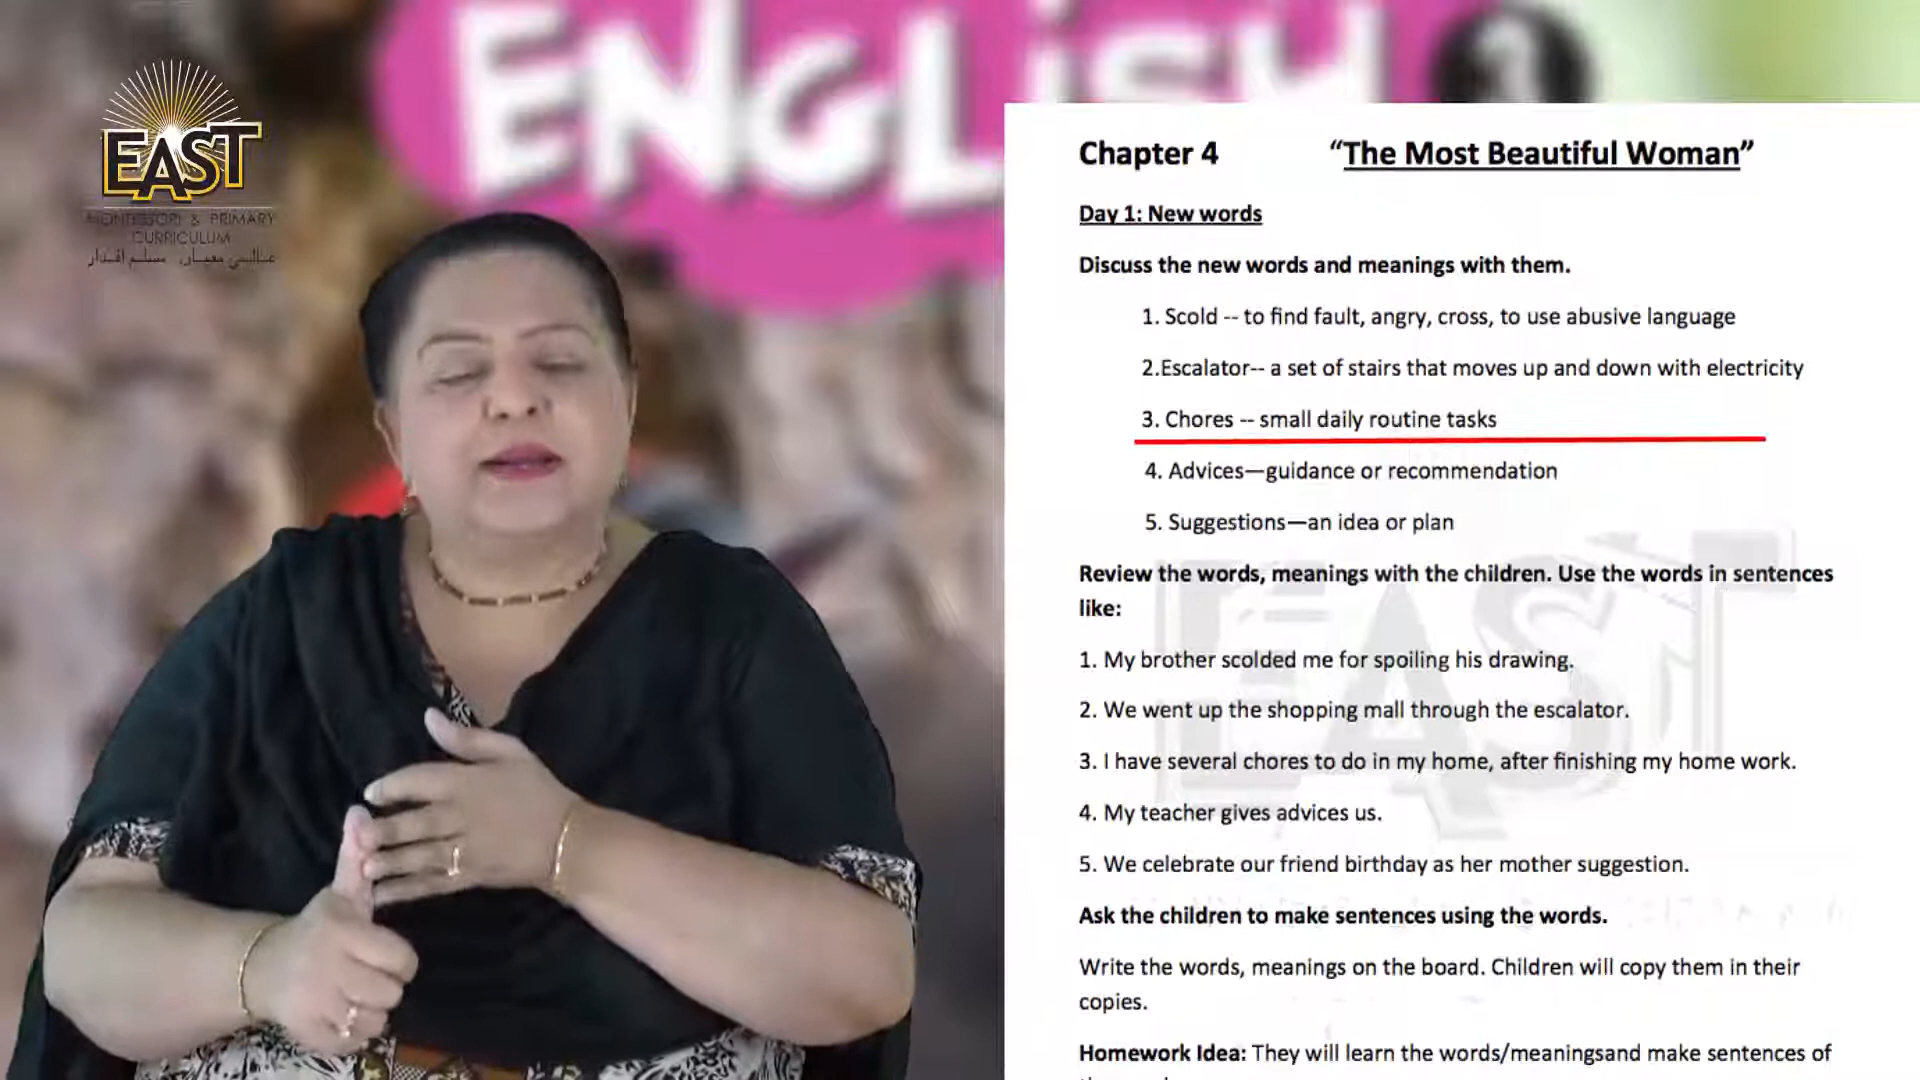 ENGLISH
EAST
MONTESSORI & PRIMARY
CURRICULUM
عالمی معیار، مسلم اقدار
Chapter 4 “The Most Beautiful Woman”
Day 1: New words
Discuss the new words and meanings with them.
1. Scold -- to find fault, angry, cross, to use abusive language
2.Escalator-- a set of stairs that moves up and down with electricity
3. Chores -- small daily routine tasks
4. Advices—guidance or recommendation
5. Suggestions—an idea or plan
Review the words, meanings with the children. Use the words in sentences
like:
1. My brother scolded me for spoiling his drawing.
2. We went up the shopping mall through the escalator.
3. I have several chores to do in my home, after finishing my home work.
4. My teacher gives advices us.
5. We celebrate our friend birthday as her mother suggestion.
Ask the children to make sentences using the words.
Write the words, meanings on the board. Children will copy them in their
copies.
Homework Idea: They will learn the words/meaningsand make sentences of
EAST